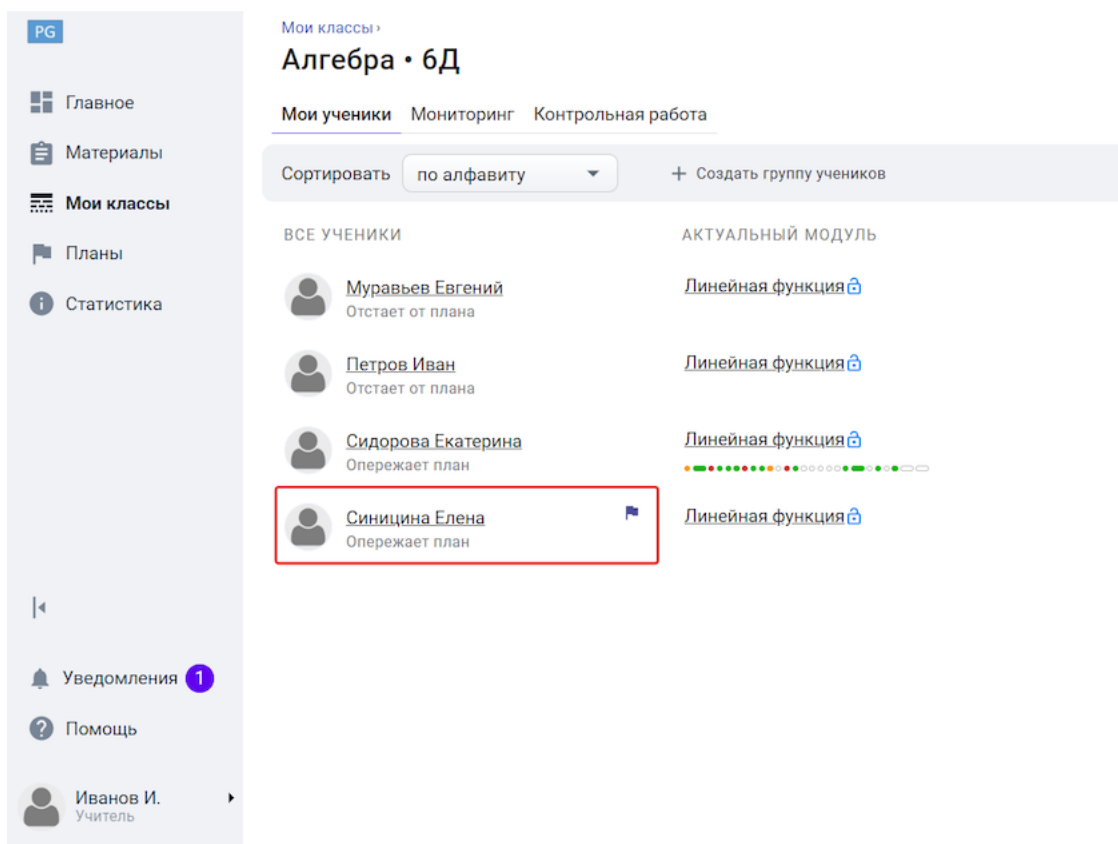 PG
Главное
Материалы
Мои классы
Планы
Статистика
Уведомления 1
Помощь
Иванов И.
Учитель
Мои классы ›
Алгебра • 6Д
Мои ученики Мониторинг Контрольная работа
Сортировать по алфавиту + Создать группу учеников
ВСЕ УЧЕНИКИ АКТУАЛЬНЫЙ МОДУЛЬ
Муравьев Евгений Линейная функция
Отстает от плана
Петров Иван Линейная функция
Отстает от плана
Сидорова Екатерина Линейная функция
Опережает план
Синицина Елена Линейная функция
Опережает план